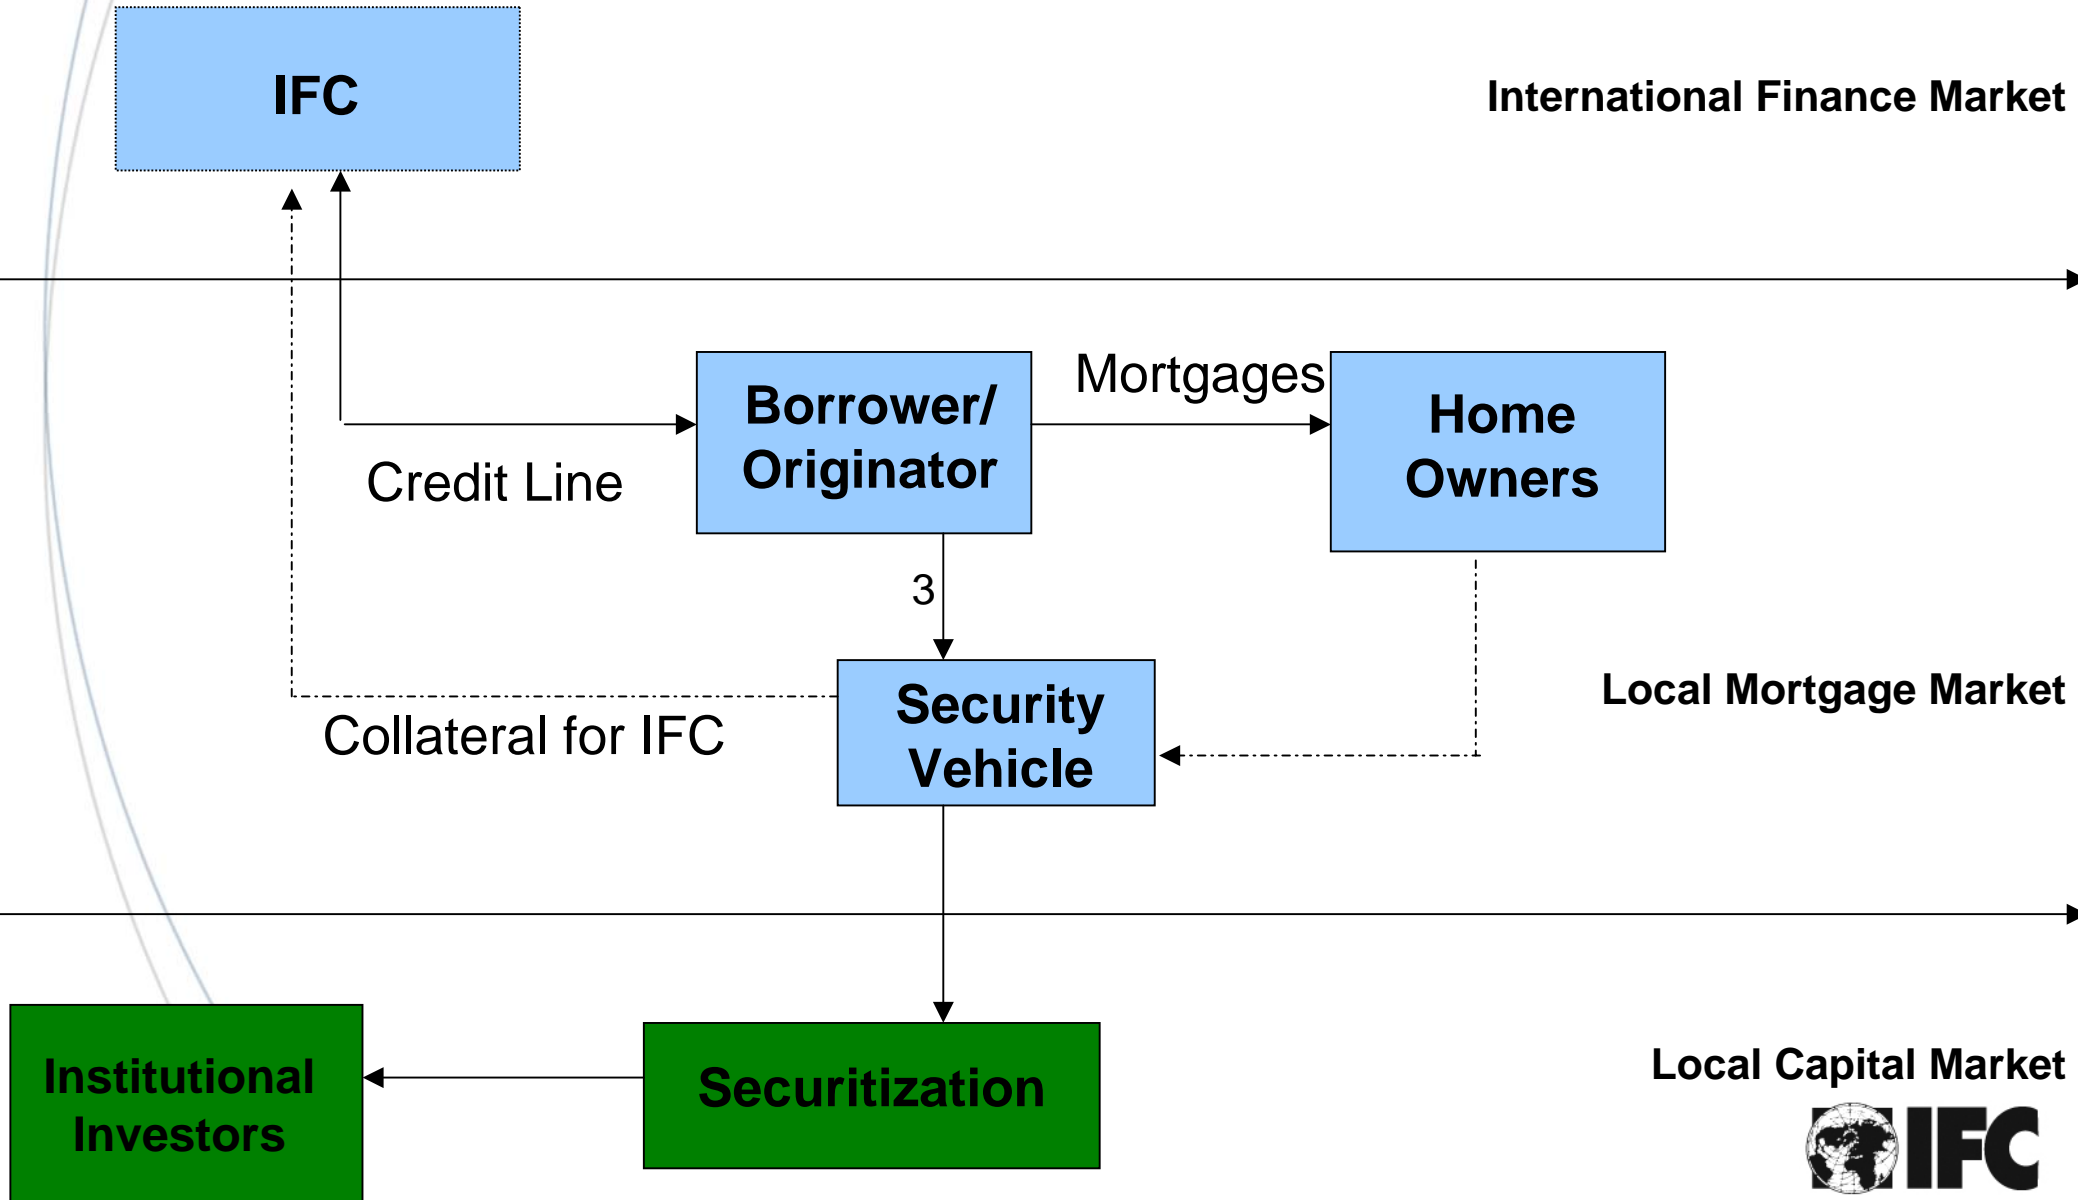 IFC
International Finance Market
Borrower/
Originator
Mortgages
Home
Owners
Credit Line
3
Security
Vehicle
Local Mortgage Market
Collateral for IFC
Institutional
Investors
Securitization
Local Capital Market
IFC